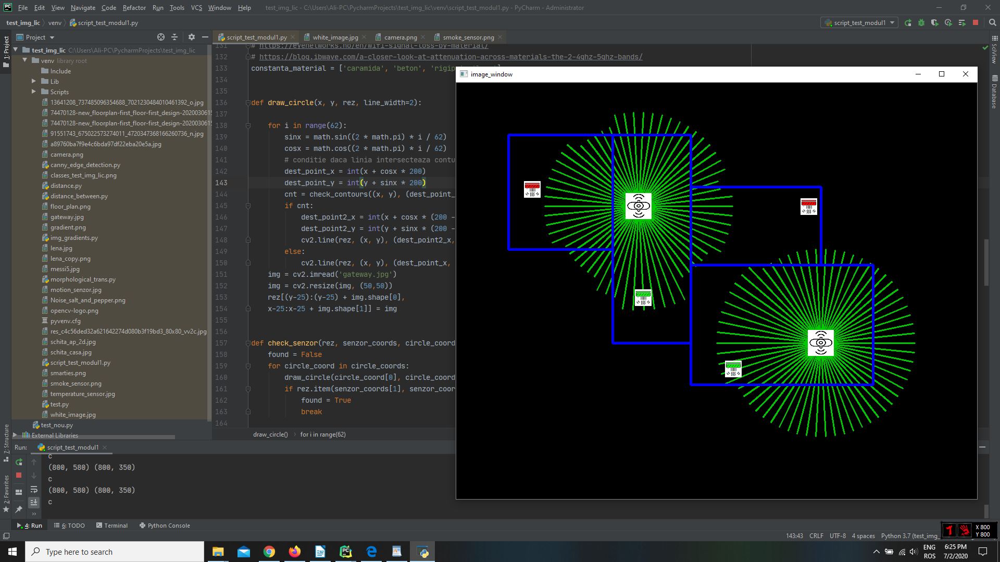 File Edit View Navigate Code Refactor Run Tools VCS Window Help test_img_lic - C:\Users\Ali-PC\PycharmProjects\test_img_lic\venv\script_test_modul1.py - PyCharm - Administrator
test_img_lic venv script_test_modul1.py script_test_modul1
1: Project
Project
script_test_modul1.py white_image.jpg camera.png smoke_sensor.png
test_img_lic C:\Users\Ali-PC\PycharmProjects\test_img_lic
venv library root
Include
Lib
Scripts
13641208_737485096354688_7021230484010461392_o.jpg
74470128-new_floorplan-first_floor-first_design-202003061
74470128-new_floorplan-first_floor-first_design-202003061
91551743_675022573274011_4720347368166260736_n.jpg
a89760ba7f9e4c6bda97df22eba20e5a.jpg
camera.png
canny_edge_detection.py
classes_test_img_lic.png
distance.py
distance_between.py
floor_plan.png
gateway.jpg
gradient.png
img_gradients.py
lena.jpg
lena_copy.png
messi5.jpg
morphological_trans.py
motion_senzor.jpg
Noise_salt_and_pepper.png
opencv-logo.png
pyvenv.cfg
res_c4c56ded32a621642274d080b3f19bd3_80x80_vv2c.jpg
schita_ap_2d.jpg
schita_casa.jpg
script_test_modul1.py
smarties.png
smoke_sensor.png
temperature_sensor.jpg
test.py
white_image.jpg
test_nou.py
External Libraries
131 # https://eyenetworks.no/en/wifi-signal-loss-by-material/
132 # https://blog.ibwave.com/a-closer-look-at-attenuation-across-materials-the-2-4ghz-5ghz-bands/
133 constanta_material = ['caramida', 'beton', 'rigip
134
135
136 def draw_circle(x, y, rez, line_width=2):
137
138 for i in range(62):
139 sinx = math.sin((2 * math.pi) * i / 62)
140 cosx = math.cos((2 * math.pi) * i / 62)
141 # conditie daca linia intersecteaza contu
142 dest_point_x = int(x + cosx * 200)
143 dest_point_y = int(y + sinx * 200)
144 cnt = check_contours((x, y), (dest_point_
145 if cnt:
146 dest_point2_x = int(x + cosx * (200 -
147 dest_point2_y = int(y + sinx * (200 -
148 cv2.line(rez, (x, y), (dest_point2_x,
149 else:
150 cv2.line(rez, (x, y), (dest_point_x,
151 img = cv2.imread('gateway.jpg')
152 img = cv2.resize(img, (50,50))
153 rez[(y-25):(y-25) + img.shape[0],
154 x-25:x-25 + img.shape[1]] = img
155
156
157 def check_senzor(rez, senzor_coords, circle_coord
158 found = False
159 for circle_coord in circle_coords:
160 draw_circle(circle_coord[0], circle_coord
161 if rez.item(senzor_coords[1], senzor_coor
162 found = True
163 break
164
draw_circle() for i in range(62)
image_window
SciView
Database
7: Structure
2: Favorites
Run: script_test_modul1
c
(800, 580) (800, 350)
c
(800, 580) (800, 350)
c
4: Run 6: TODO Terminal Python Console
143:43 CRLF UTF-8 4 spaces Python 3.7 (test_img_
X 800
Y 800
Type here to search
ENG
ROS
6:25 PM
7/2/2020